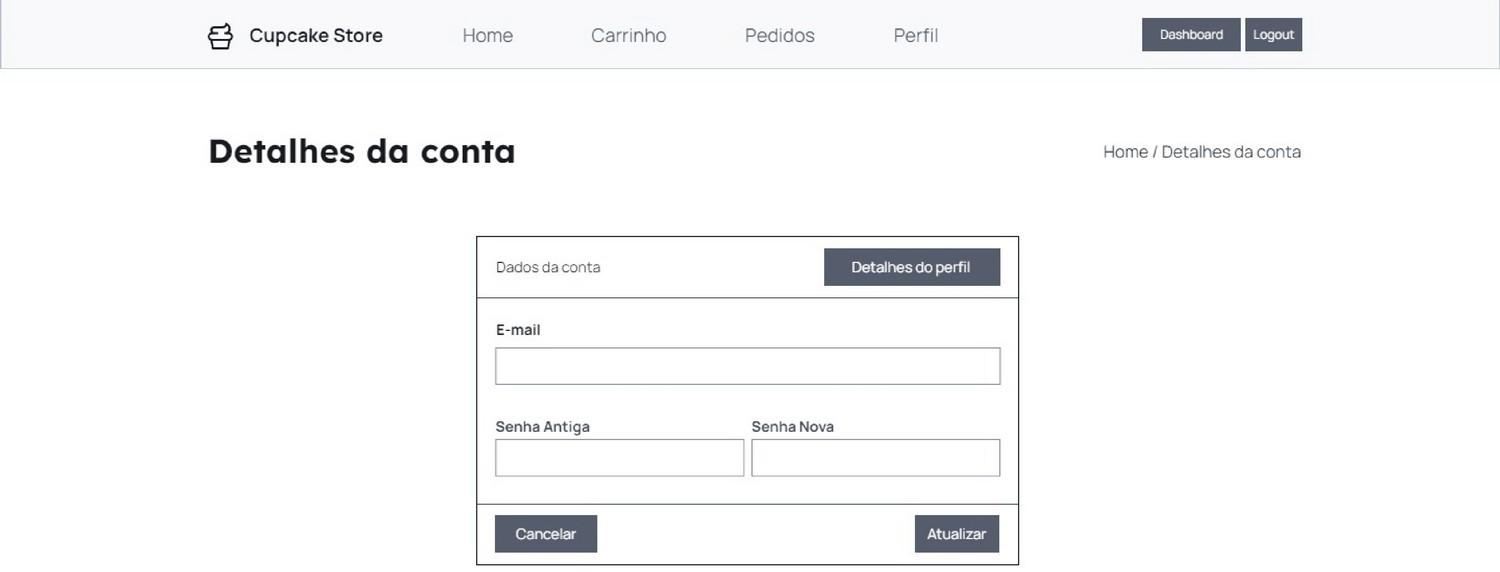 Cupcake Store Home Carrinho Pedidos Perfil Dashboard Logout
Detalhes da conta Home / Detalhes da conta
Dados da conta Detalhes do perfil
E-mail
Senha Antiga Senha Nova
Cancelar Atualizar